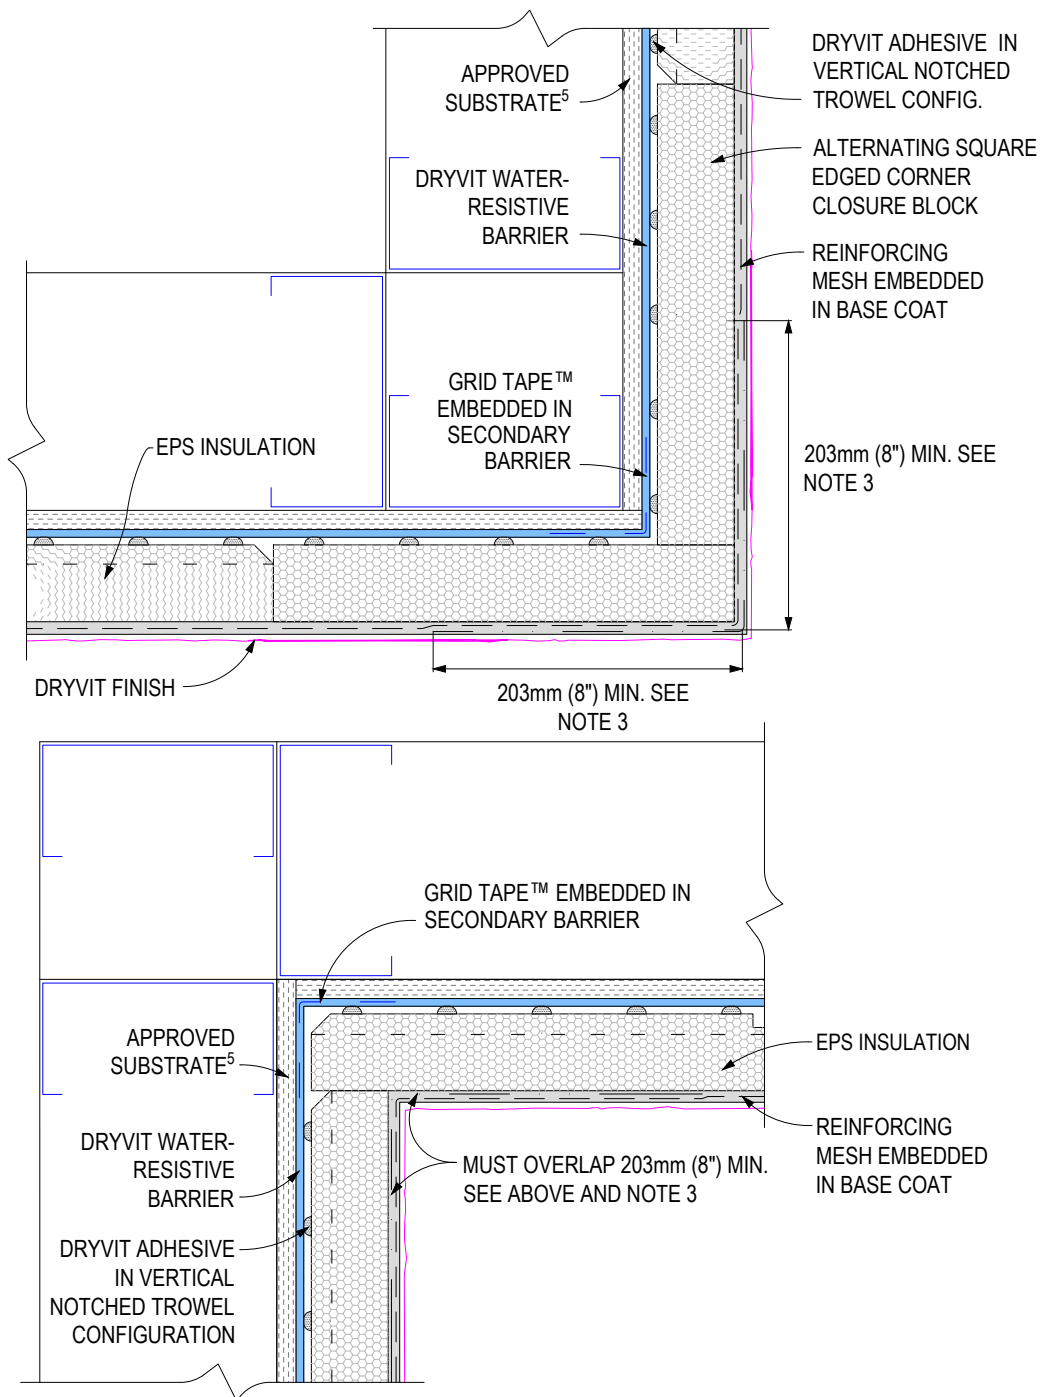 DRYVIT ADHESIVE IN
VERTICAL NOTCHED
TROWEL CONFIG.
APPROVED
SUBSTRATE⁵
ALTERNATING SQUARE
EDGED CORNER
CLOSURE BLOCK
DRYVIT WATER-
RESISTIVE
BARRIER
REINFORCING
MESH EMBEDDED
IN BASE COAT
GRID TAPE™
EMBEDDED IN
SECONDARY
BARRIER
EPS INSULATION
203mm (8") MIN. SEE
NOTE 3
DRYVIT FINISH
203mm (8") MIN. SEE
NOTE 3
GRID TAPE™ EMBEDDED IN
SECONDARY BARRIER
APPROVED
SUBSTRATE⁵
EPS INSULATION
DRYVIT WATER-
RESISTIVE
BARRIER
REINFORCING
MESH EMBEDDED
IN BASE COAT
MUST OVERLAP 203mm (8") MIN.
SEE ABOVE AND NOTE 3
DRYVIT ADHESIVE
IN VERTICAL
NOTCHED TROWEL
CONFIGURATION